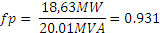 fp = 18,63MW / 20.01MVA = 0.931